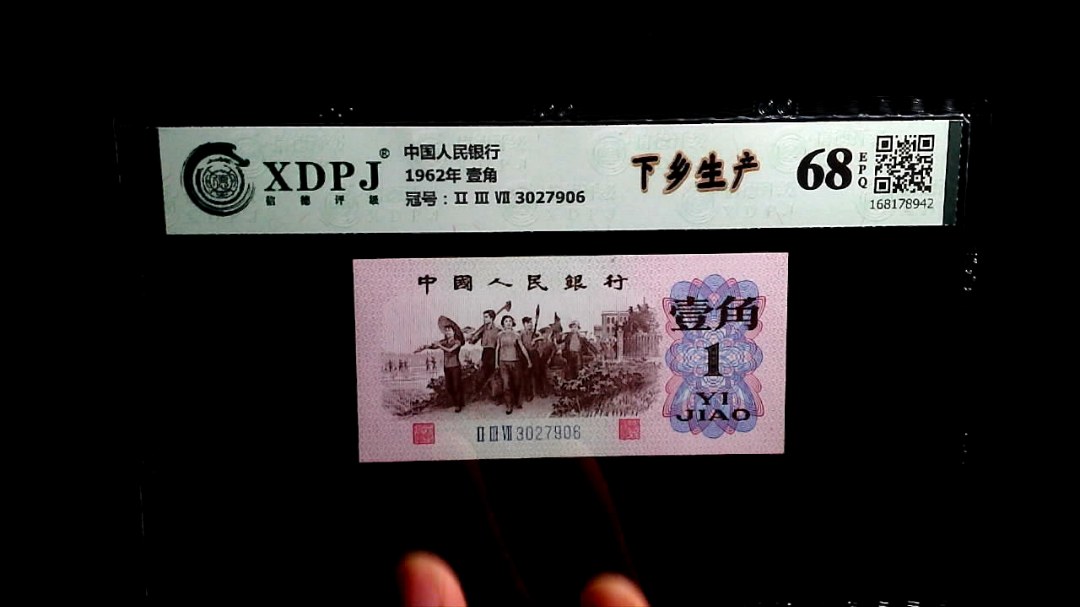 XDPJ®
信德评级
中国人民银行
1962年 壹角
冠号：Ⅱ Ⅲ Ⅶ 3027906
下乡生产
68
EPQ
168178942
中國人民銀行
壹角
1
YI
JIAO
Ⅱ Ⅲ Ⅶ 3027906